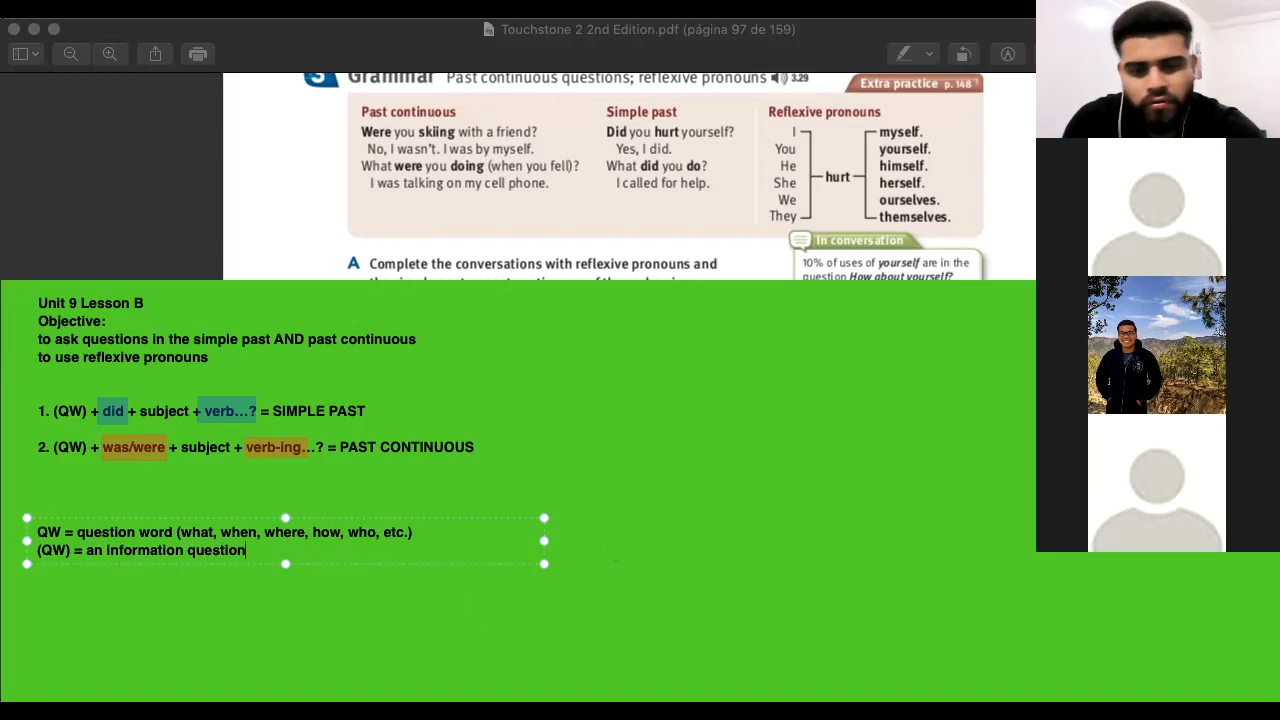 Touchstone 2 2nd Edition.pdf (página 97 de 159)
Grammar Past continuous questions; reflexive pronouns 3.29
Extra practice p. 148
Past continuous
Were you skiing with a friend?
No, I wasn't. I was by myself.
What were you doing (when you fell)?
I was talking on my cell phone.
Simple past
Did you hurt yourself?
Yes, I did.
What did you do?
I called for help.
Reflexive pronouns
I
You
He
She
We
They
hurt
myself.
yourself.
himself.
herself.
ourselves.
themselves.
In conversation
10% of uses of yourself are in the
question How about yourself?
A Complete the conversations with reflexive pronouns and
Unit 9 Lesson B
Objective:
to ask questions in the simple past AND past continuous
to use reflexive pronouns
1. (QW) + did + subject + verb...? = SIMPLE PAST
2. (QW) + was/were + subject + verb-ing...? = PAST CONTINUOUS
QW = question word (what, when, where, how, who, etc.)
(QW) = an information question